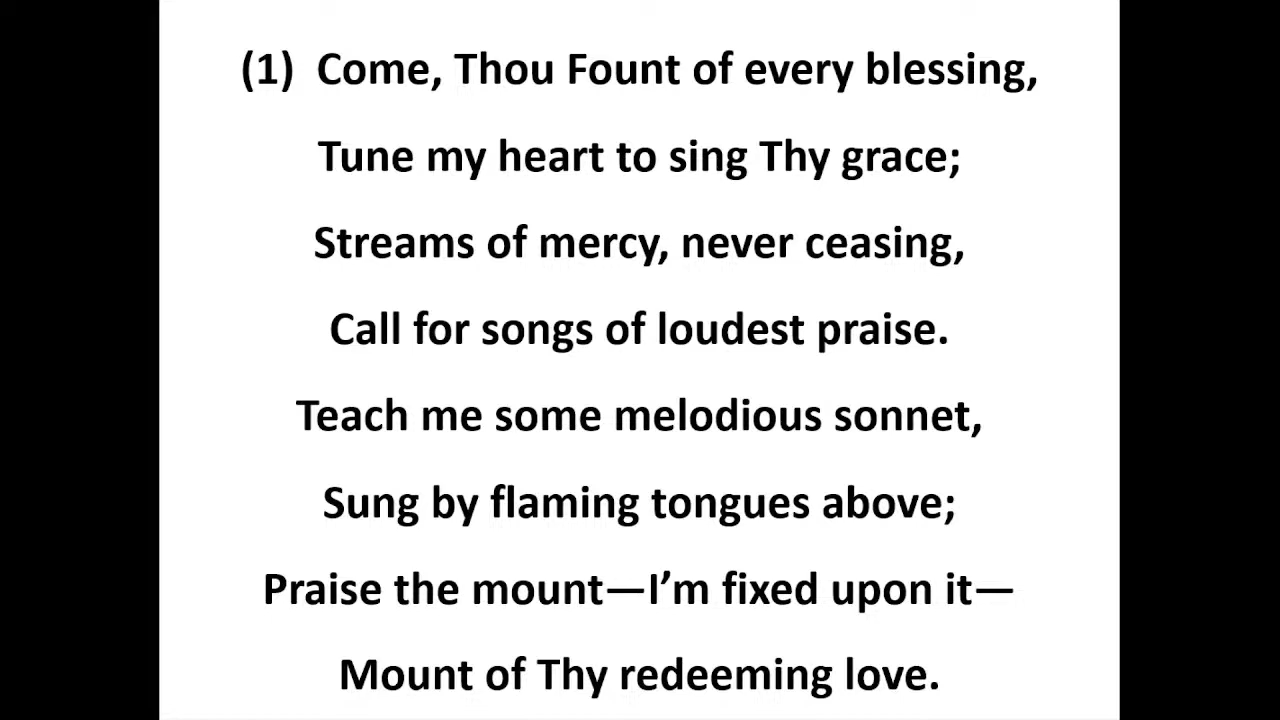 (1) Come, Thou Fount of every blessing,
Tune my heart to sing Thy grace;
Streams of mercy, never ceasing,
Call for songs of loudest praise.
Teach me some melodious sonnet,
Sung by flaming tongues above;
Praise the mount—I’m fixed upon it—
Mount of Thy redeeming love.